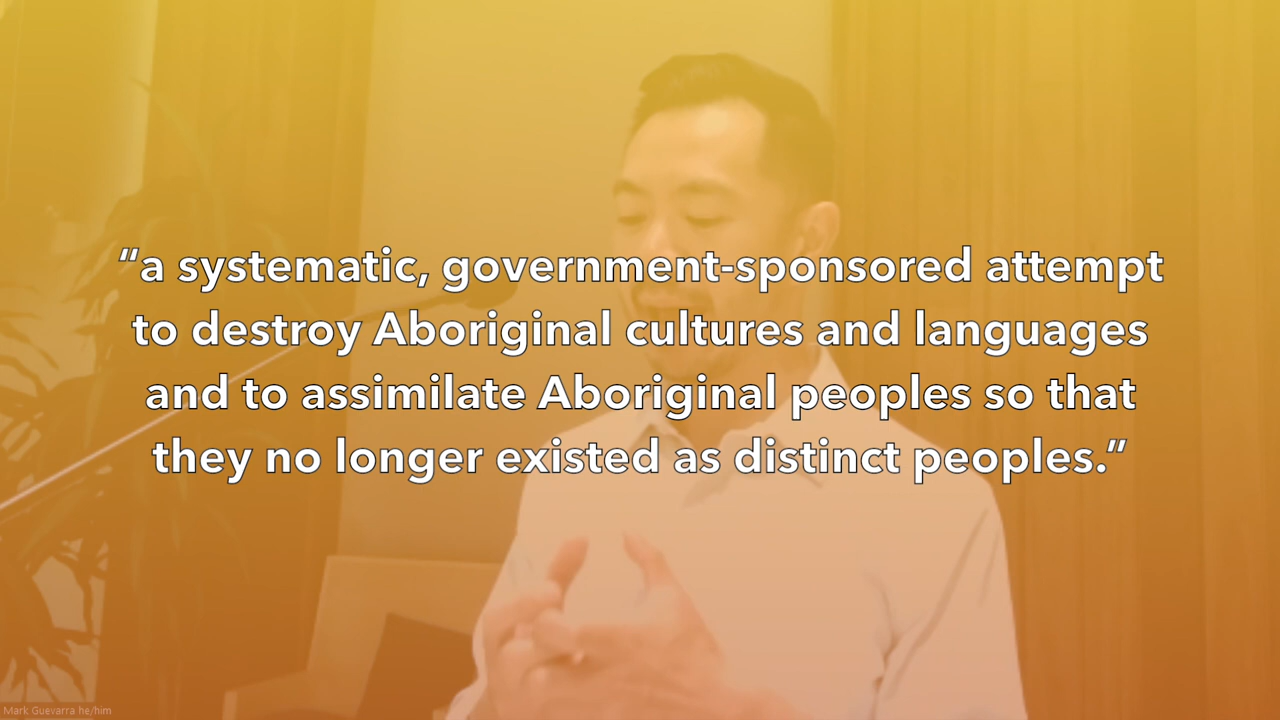 “a systematic, government-sponsored attempt
to destroy Aboriginal cultures and languages
and to assimilate Aboriginal peoples so that
they no longer existed as distinct peoples.”
Mark Guevarra he/him